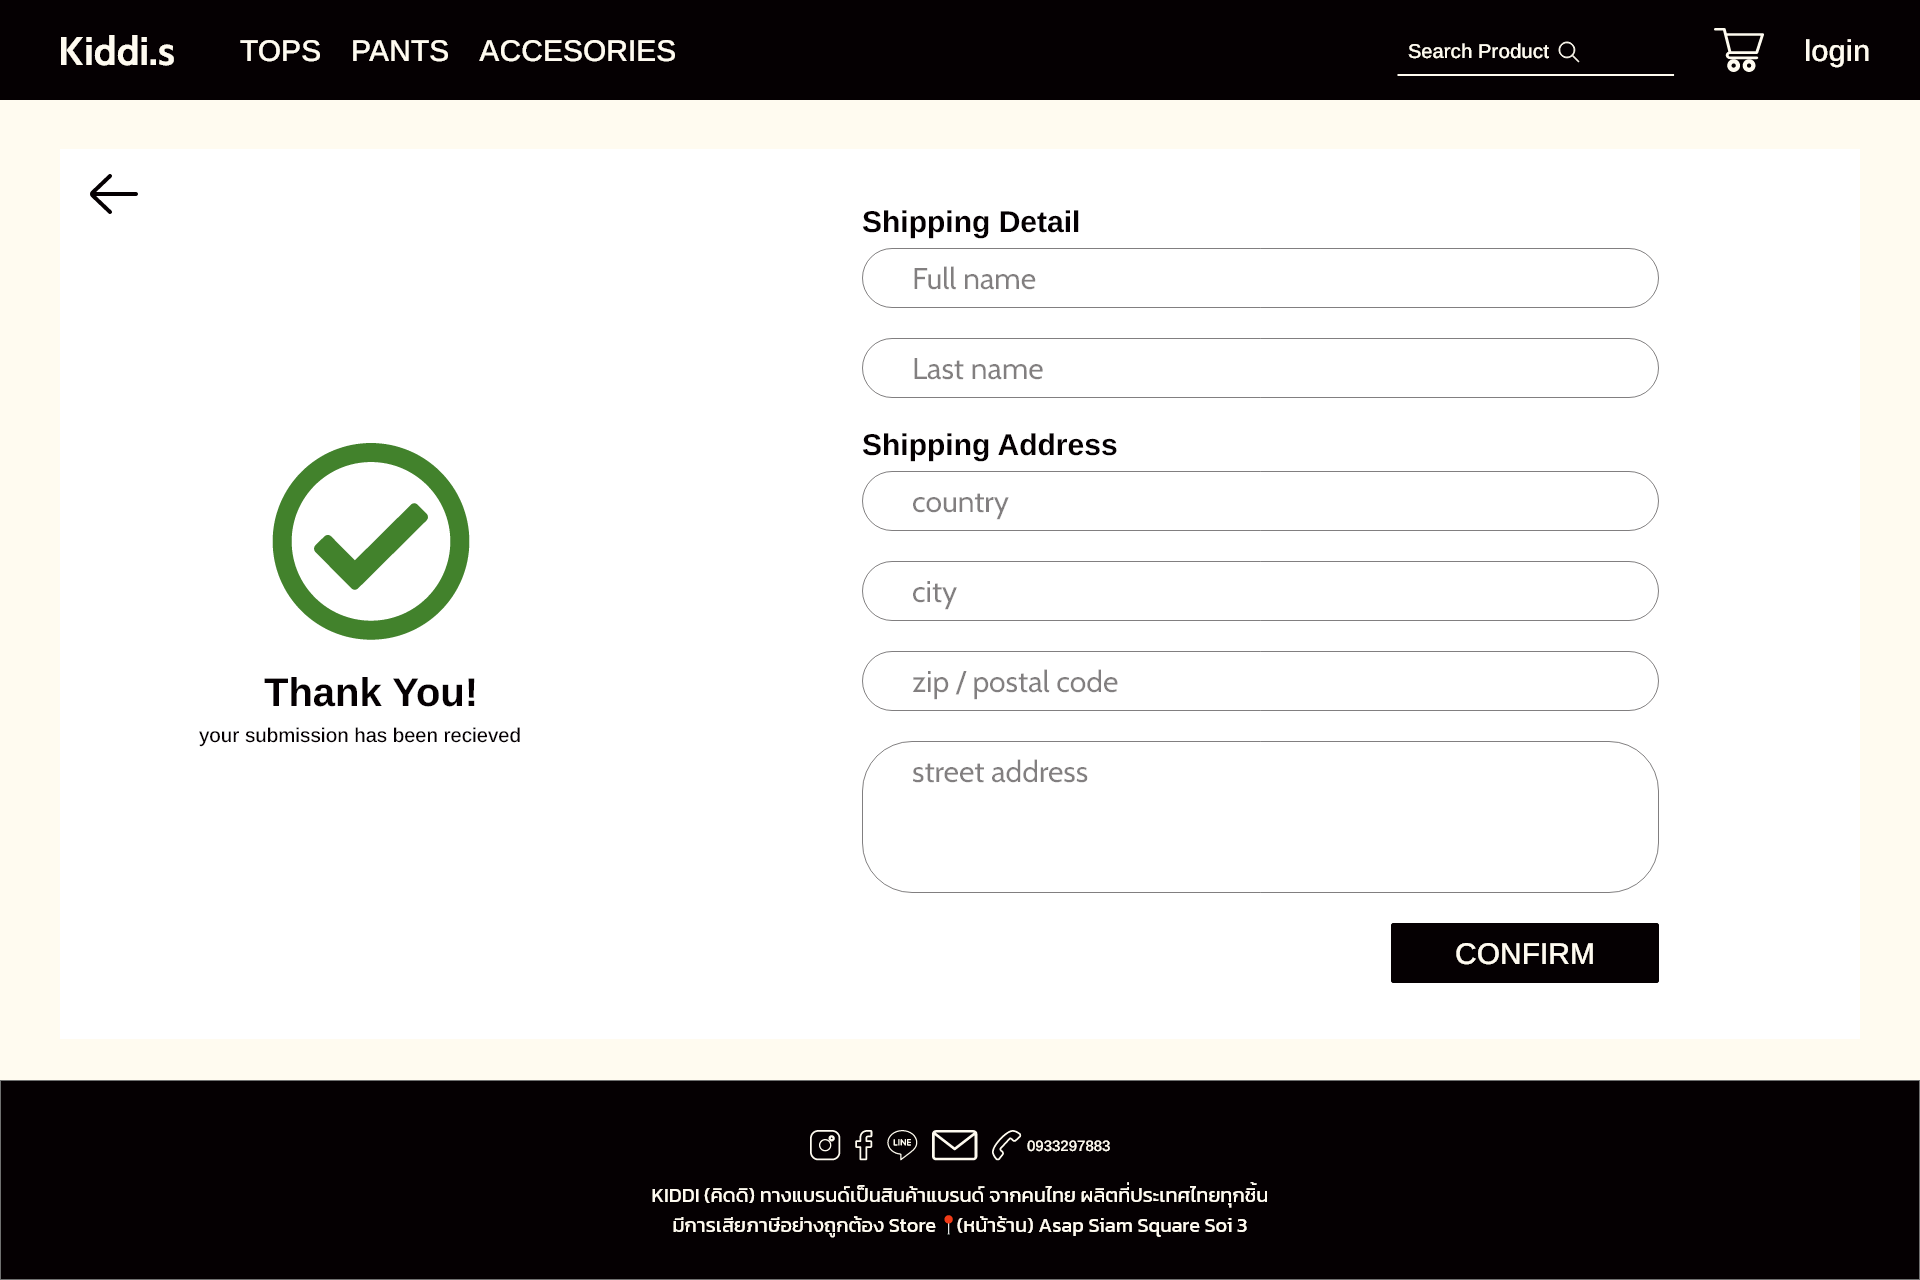 Kiddi.s
TOPS PANTS ACCESORIES
Search Product
login
Shipping Detail
Full name
Last name
Shipping Address
country
city
zip / postal code
street address
CONFIRM
Thank You!
your submission has been recieved
LINE
0933297883
KIDDI (คิดดิ) ทางแบรนด์เป็นสินค้าแบรนด์ จากคนไทย ผลิตที่ประเทศไทยทุกชิ้น
มีการเสียภาษีอย่างถูกต้อง Store 📍(หน้าร้าน) Asap Siam Square Soi 3